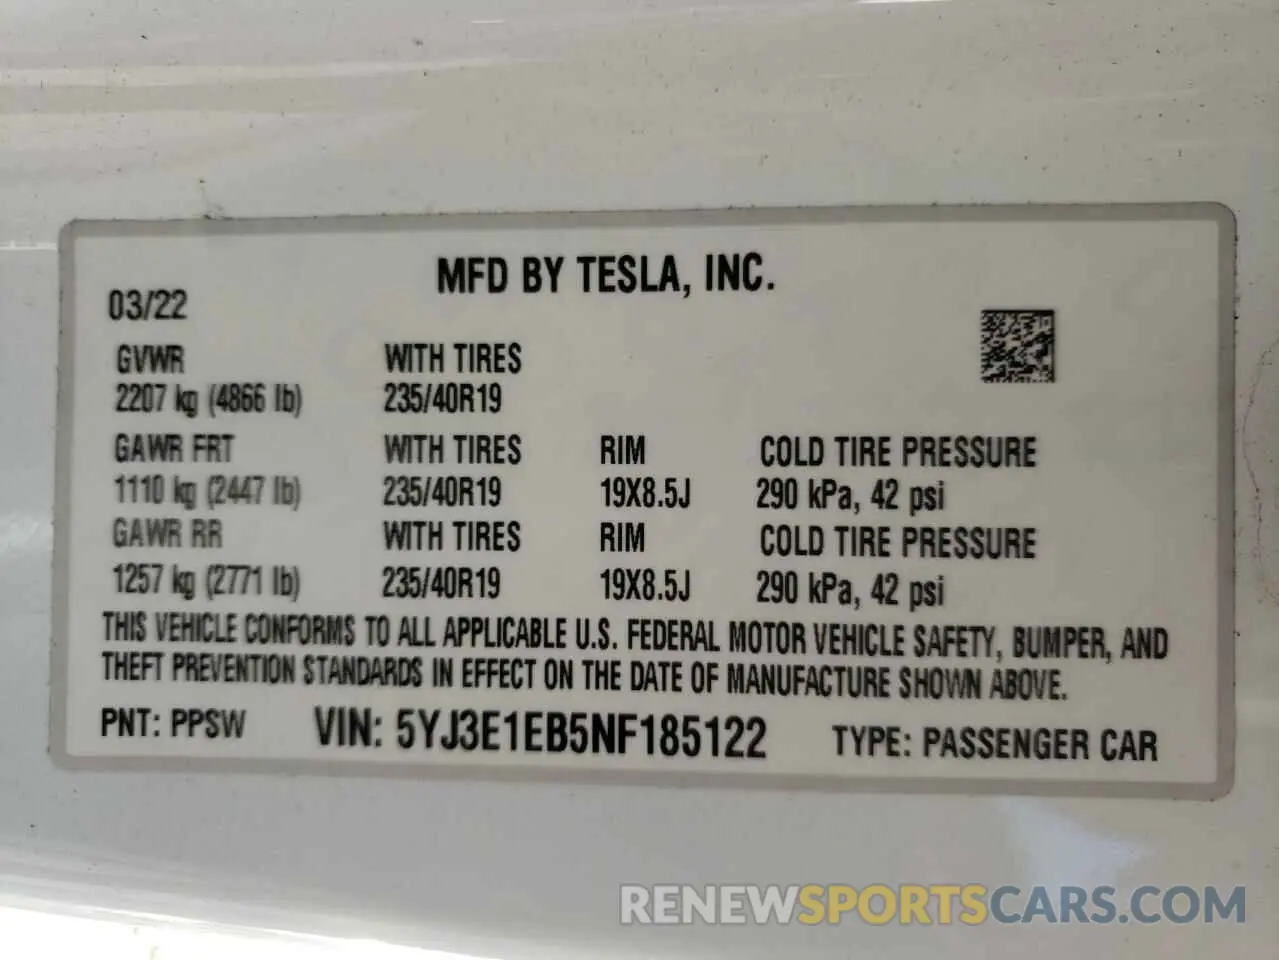 MFD BY TESLA, INC.
03/22
GVWR WITH TIRES
2207 kg (4866 lb) 235/40R19
GAWR FRT WITH TIRES RIM COLD TIRE PRESSURE
1110 kg (2447 lb) 235/40R19 19X8.5J 290 kPa, 42 psi
GAWR RR WITH TIRES RIM COLD TIRE PRESSURE
1257 kg (2771 lb) 235/40R19 19X8.5J 290 kPa, 42 psi
THIS VEHICLE CONFORMS TO ALL APPLICABLE U.S. FEDERAL MOTOR VEHICLE SAFETY, BUMPER, AND
THEFT PREVENTION STANDARDS IN EFFECT ON THE DATE OF MANUFACTURE SHOWN ABOVE.
PNT: PPSW VIN: 5YJ3E1EB5NF185122 TYPE: PASSENGER CAR
RENEWSPORTSCARS.COM